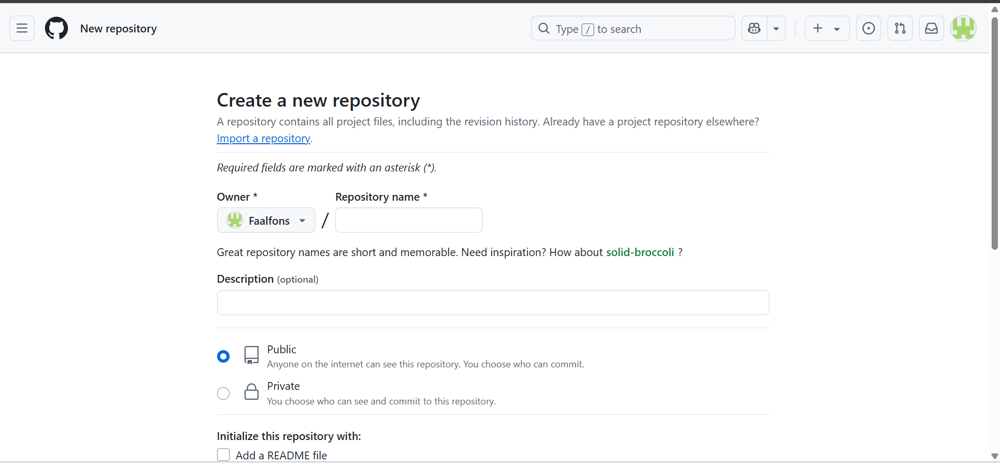 New repository
Type / to search
Create a new repository
A repository contains all project files, including the revision history. Already have a project repository elsewhere?
Import a repository.
Required fields are marked with an asterisk (*).
Owner * Repository name *
Faalfons /
Great repository names are short and memorable. Need inspiration? How about solid-broccoli ?
Description (optional)
Public
Anyone on the internet can see this repository. You choose who can commit.
Private
You choose who can see and commit to this repository.
Initialize this repository with:
Add a README file